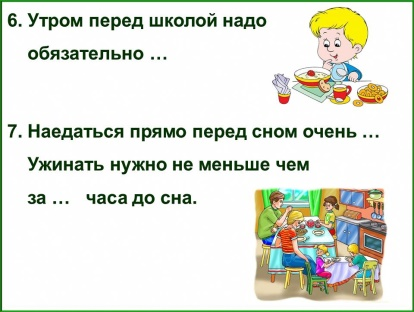 6. Утром перед школой надо
обязательно ...
7. Наедаться прямо перед сном очень ...
Ужинать нужно не меньше чем
за ... часа до сна.